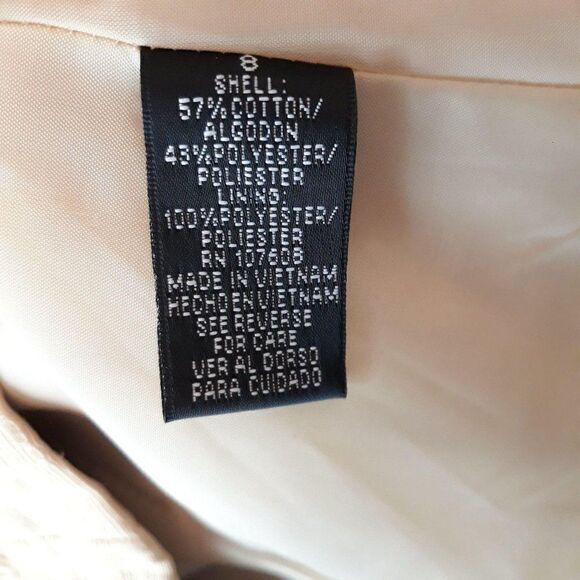 8
SHELL:
57% COTTON/
ALGODON
43% POLYESTER/
POLIESTER
LINING:
100% POLYESTER/
POLIESTER
RN 107608
MADE IN VIETNAM
HECHO EN VIETNAM
SEE REVERSE
FOR CARE
VER AL DORSO
PARA CUIDADO